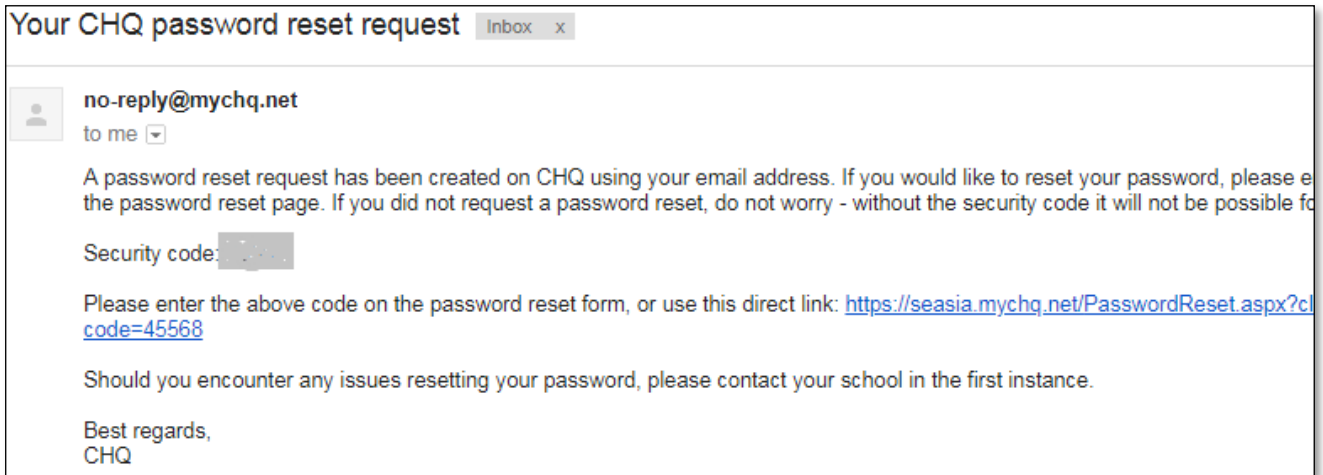 Your CHQ password reset request Inbox x
no-reply@mychq.net
to me
A password reset request has been created on CHQ using your email address. If you would like to reset your password, please
the password reset page. If you did not request a password reset, do not worry - without the security code it will not be possible
Security code:
Please enter the above code on the password reset form, or use this direct link: https://seasia.mychq.net/PasswordReset.aspx?cl
code=45568
Should you encounter any issues resetting your password, please contact your school in the first instance.
Best regards,
CHQ